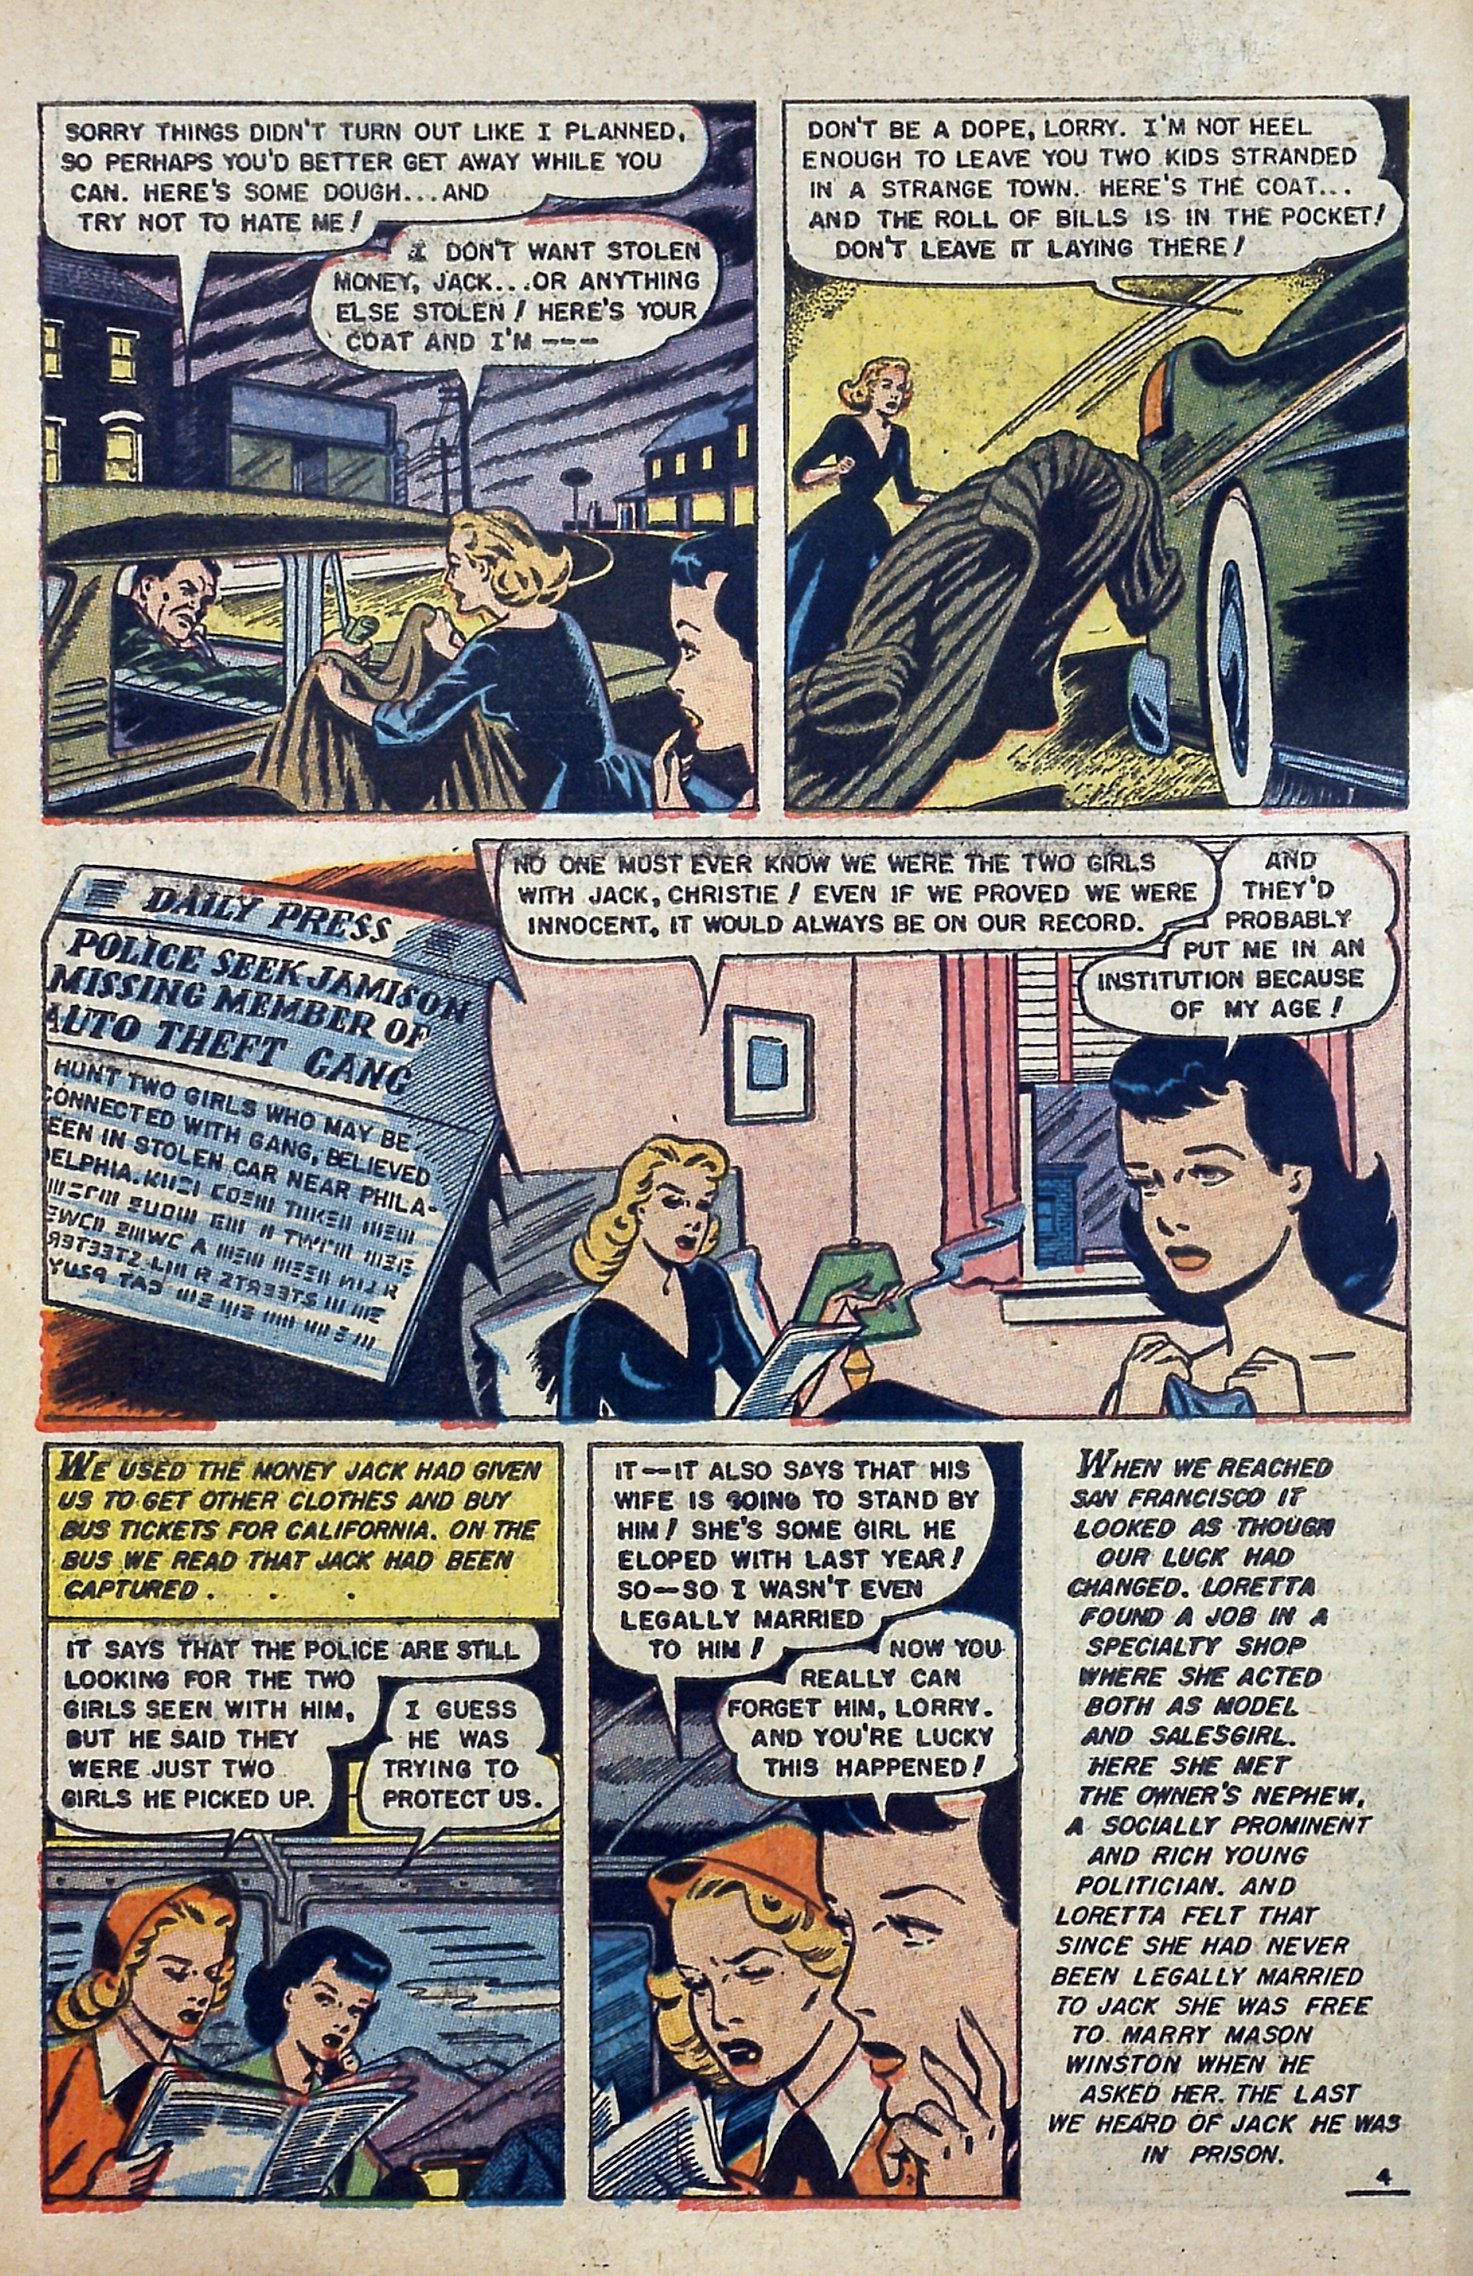 SORRY THINGS DIDN'T TURN OUT LIKE I PLANNED,
SO PERHAPS YOU'D BETTER GET AWAY WHILE YOU
CAN. HERE'S SOME DOUGH...AND
TRY NOT TO HATE ME!
I DON'T WANT STOLEN
MONEY, JACK...OR ANYTHING
ELSE STOLEN! HERE'S YOUR
COAT AND I'M ---
DON'T BE A DOPE, LORRY. I'M NOT HEEL
ENOUGH TO LEAVE YOU TWO KIDS STRANDED
IN A STRANGE TOWN. HERE'S THE COAT...
AND THE ROLL OF BILLS IS IN THE POCKET!
DON'T LEAVE IT LAYING THERE!
DAILY PRESS
POLICE SEEK JAMISON
MISSING MEMBER OF
AUTO THEFT GANG
HUNT TWO GIRLS WHO MAY BE
CONNECTED WITH GANG, BELIEVED
SEEN IN STOLEN CAR NEAR PHILA-
DELPHIA.
NO ONE MUST EVER KNOW WE WERE THE TWO GIRLS
WITH JACK, CHRISTIE! EVEN IF WE PROVED WE WERE
INNOCENT, IT WOULD ALWAYS BE ON OUR RECORD.
AND
THEY'D
PROBABLY
PUT ME IN AN
INSTITUTION BECAUSE
OF MY AGE!
WE USED THE MONEY JACK HAD GIVEN
US TO GET OTHER CLOTHES AND BUY
BUS TICKETS FOR CALIFORNIA. ON THE
BUS WE READ THAT JACK HAD BEEN
CAPTURED . . .
IT SAYS THAT THE POLICE ARE STILL
LOOKING FOR THE TWO
GIRLS SEEN WITH HIM,
BUT HE SAID THEY
WERE JUST TWO
GIRLS HE PICKED UP.
I GUESS
HE WAS
TRYING TO
PROTECT US.
IT--IT ALSO SAYS THAT HIS
WIFE IS GOING TO STAND BY
HIM! SHE'S SOME GIRL HE
ELOPED WITH LAST YEAR!
SO--SO I WASN'T EVEN
LEGALLY MARRIED
TO HIM!
NOW YOU
REALLY CAN
FORGET HIM, LORRY.
AND YOU'RE LUCKY
THIS HAPPENED!
WHEN WE REACHED
SAN FRANCISCO IT
LOOKED AS THOUGH
OUR LUCK HAD
CHANGED. LORETTA
FOUND A JOB IN A
SPECIALTY SHOP
WHERE SHE ACTED
BOTH AS MODEL
AND SALESGIRL.
HERE SHE MET
THE OWNER'S NEPHEW,
A SOCIALLY PROMINENT
AND RICH YOUNG
POLITICIAN. AND
LORETTA FELT THAT
SINCE SHE HAD NEVER
BEEN LEGALLY MARRIED
TO JACK SHE WAS FREE
TO MARRY MASON
WINSTON WHEN HE
ASKED HER. THE LAST
WE HEARD OF JACK HE WAS
IN PRISON.
4